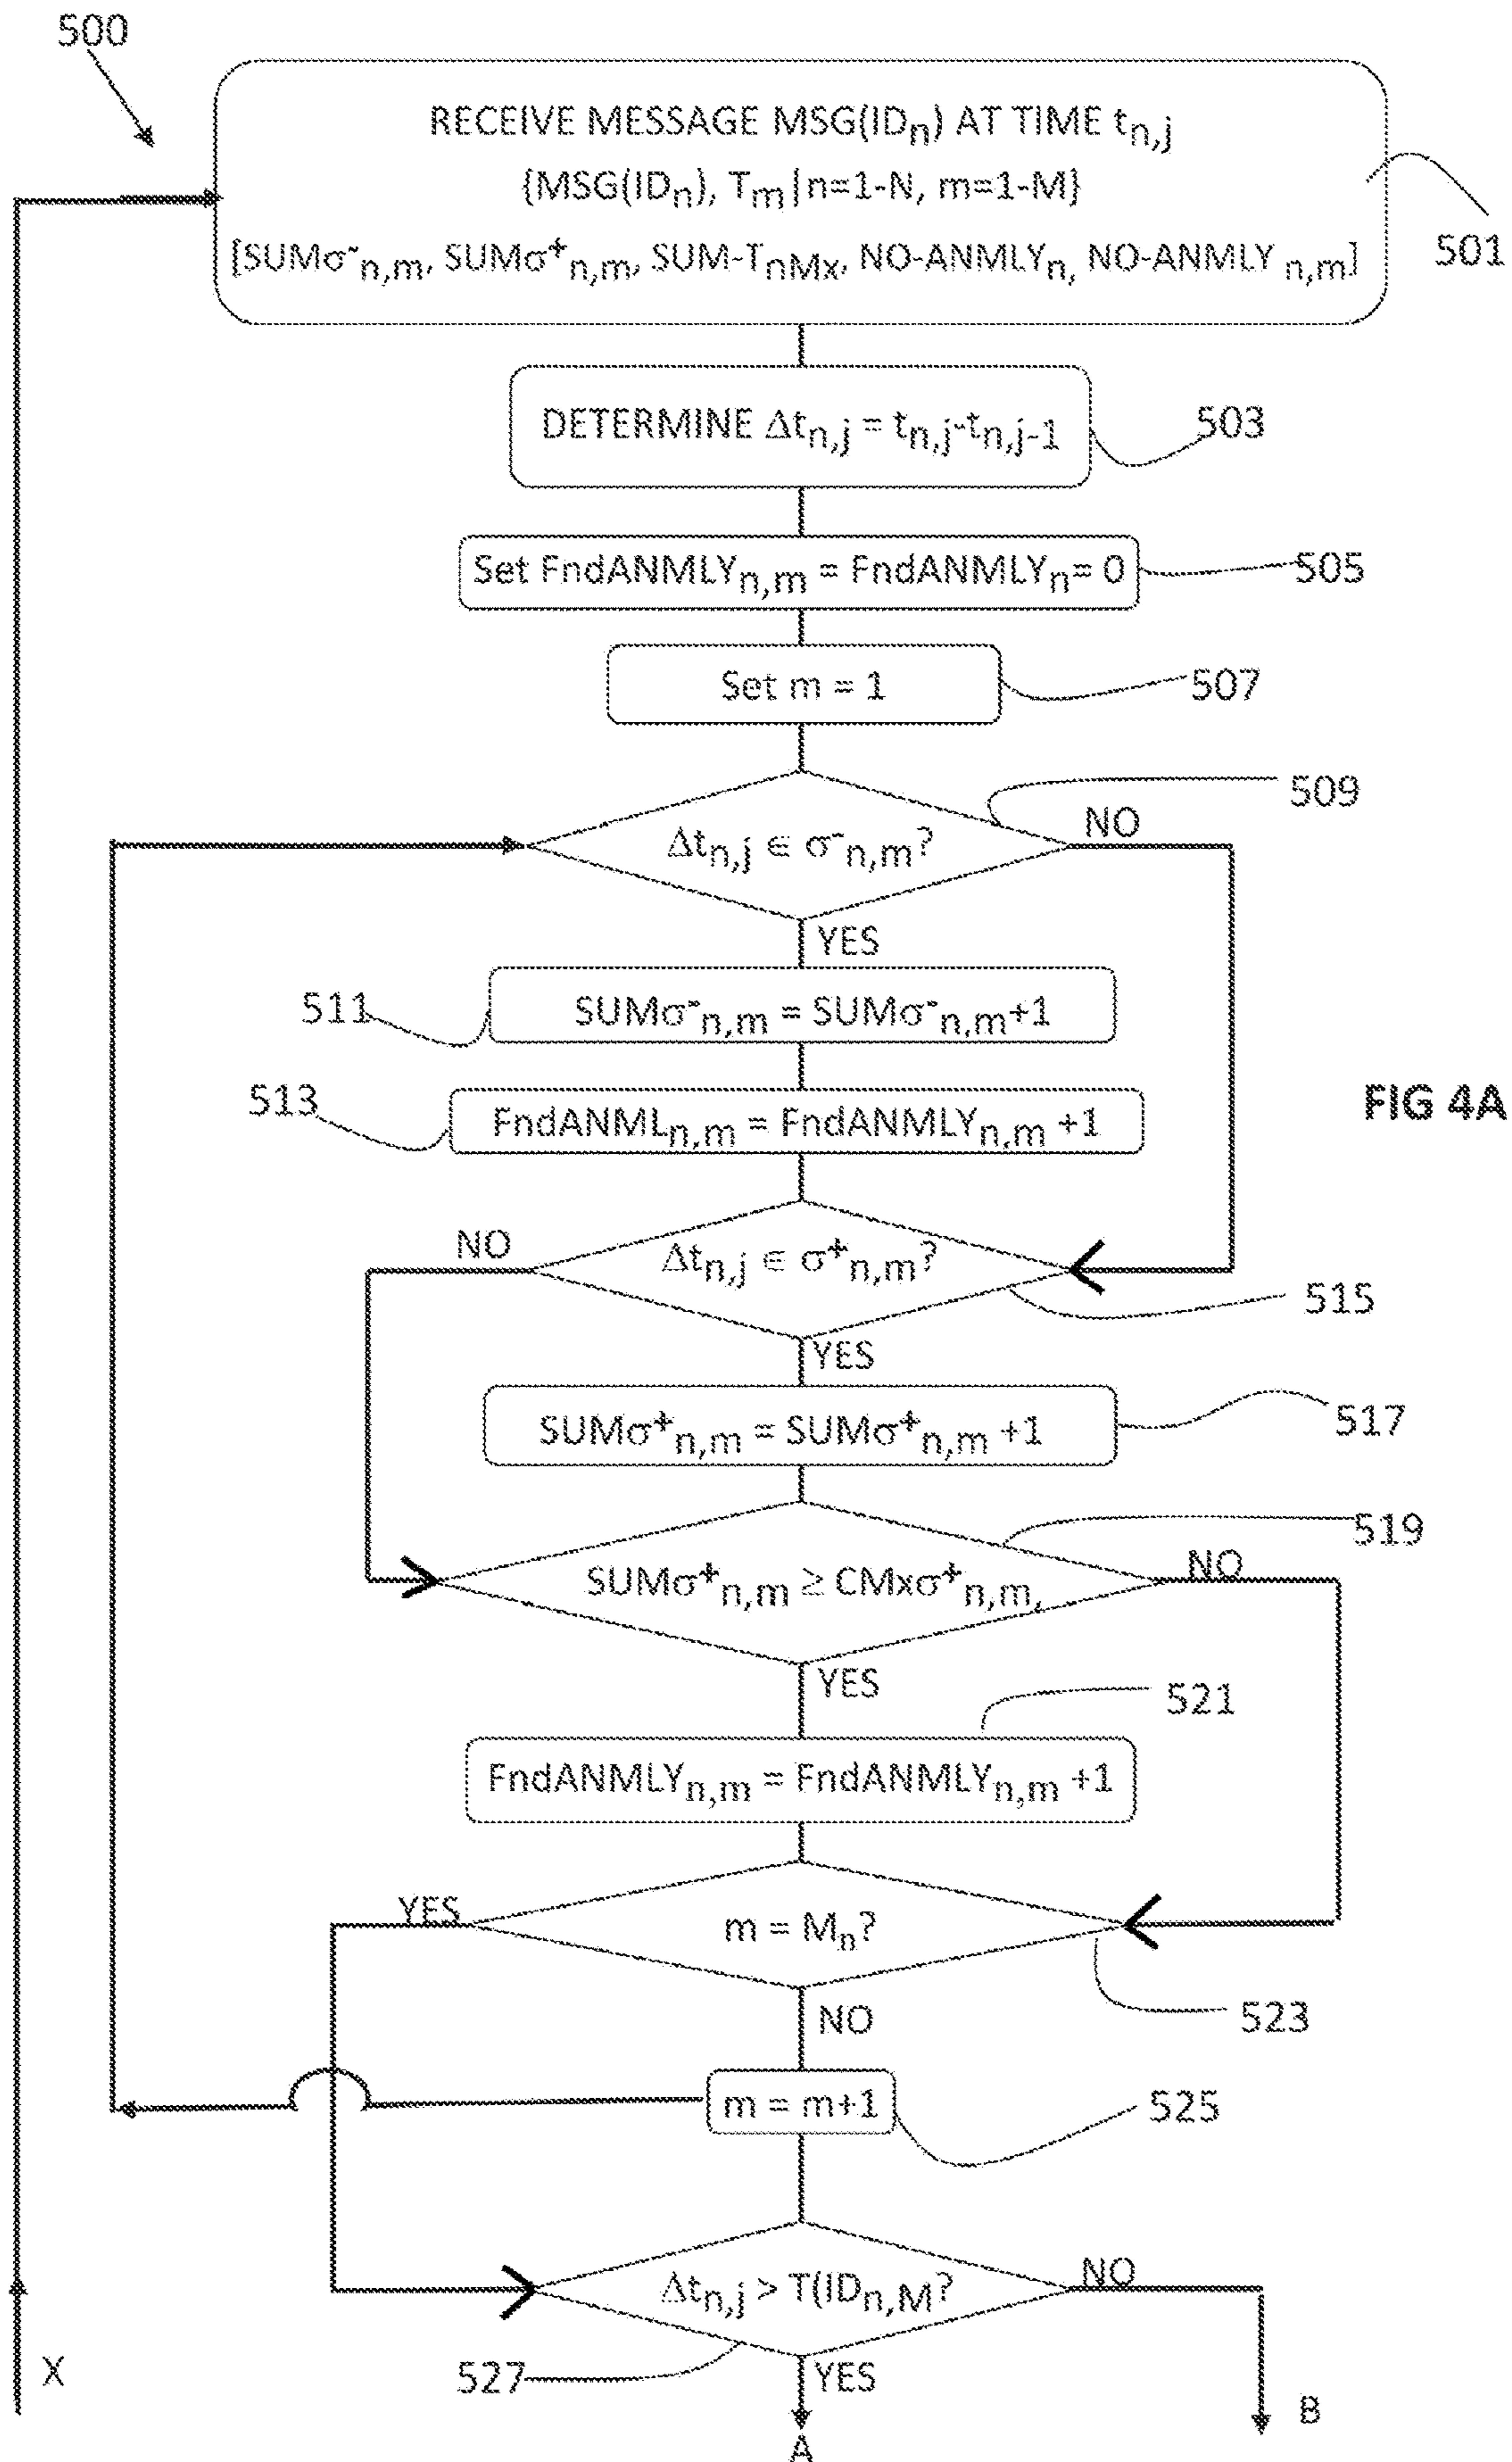 500
RECEIVE MESSAGE MSG(IDn) AT TIME tn,j
{MSG(IDn), Tm|n=1-N, m=1-M}
[SUMσ⁻n,m, SUMσ⁺n,m, SUM-TnMx, NO-ANMLYn, NO-ANMLY n,m]
501
DETERMINE Δtn,j = tn,j-tn,j-1
503
Set FndANMLYn,m = FndANMLYn= 0
505
Set m = 1
507
509
Δtn,j ∈ σ⁻n,m?
NO
YES
511
SUMσ⁻n,m = SUMσ⁻n,m+1
513
FndANMLn,m = FndANMLYn,m +1
FIG 4A
NO
Δtn,j ∈ σ⁺n,m?
515
YES
SUMσ⁺n,m = SUMσ⁺n,m +1
517
519
SUMσ⁺n,m ≥ CMxσ⁺n,m,
NO
YES
521
FndANMLYn,m = FndANMLYn,m +1
YES
m = Mn?
523
NO
m = m+1
525
Δtn,j > T(IDn,M?
NO
527
YES
X
A
B